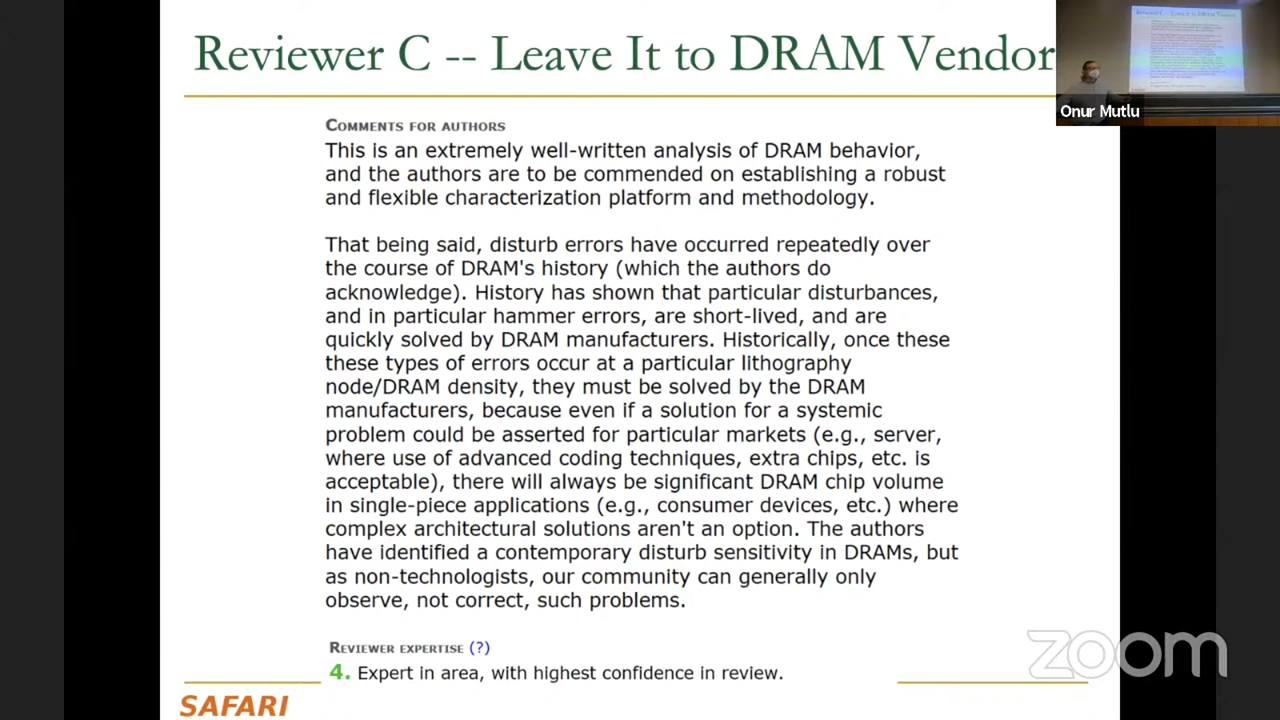 Reviewer C -- Leave It to DRAM Vendor
COMMENTS FOR AUTHORS
This is an extremely well-written analysis of DRAM behavior,
and the authors are to be commended on establishing a robust
and flexible characterization platform and methodology.
That being said, disturb errors have occurred repeatedly over
the course of DRAM's history (which the authors do
acknowledge). History has shown that particular disturbances,
and in particular hammer errors, are short-lived, and are
quickly solved by DRAM manufacturers. Historically, once these
these types of errors occur at a particular lithography
node/DRAM density, they must be solved by the DRAM
manufacturers, because even if a solution for a systemic
problem could be asserted for particular markets (e.g., server,
where use of advanced coding techniques, extra chips, etc. is
acceptable), there will always be significant DRAM chip volume
in single-piece applications (e.g., consumer devices, etc.) where
complex architectural solutions aren't an option. The authors
have identified a contemporary disturb sensitivity in DRAMs, but
as non-technologists, our community can generally only
observe, not correct, such problems.
REVIEWER EXPERTISE (?)
4. Expert in area, with highest confidence in review.
SAFARI
Onur Mutlu
zoom